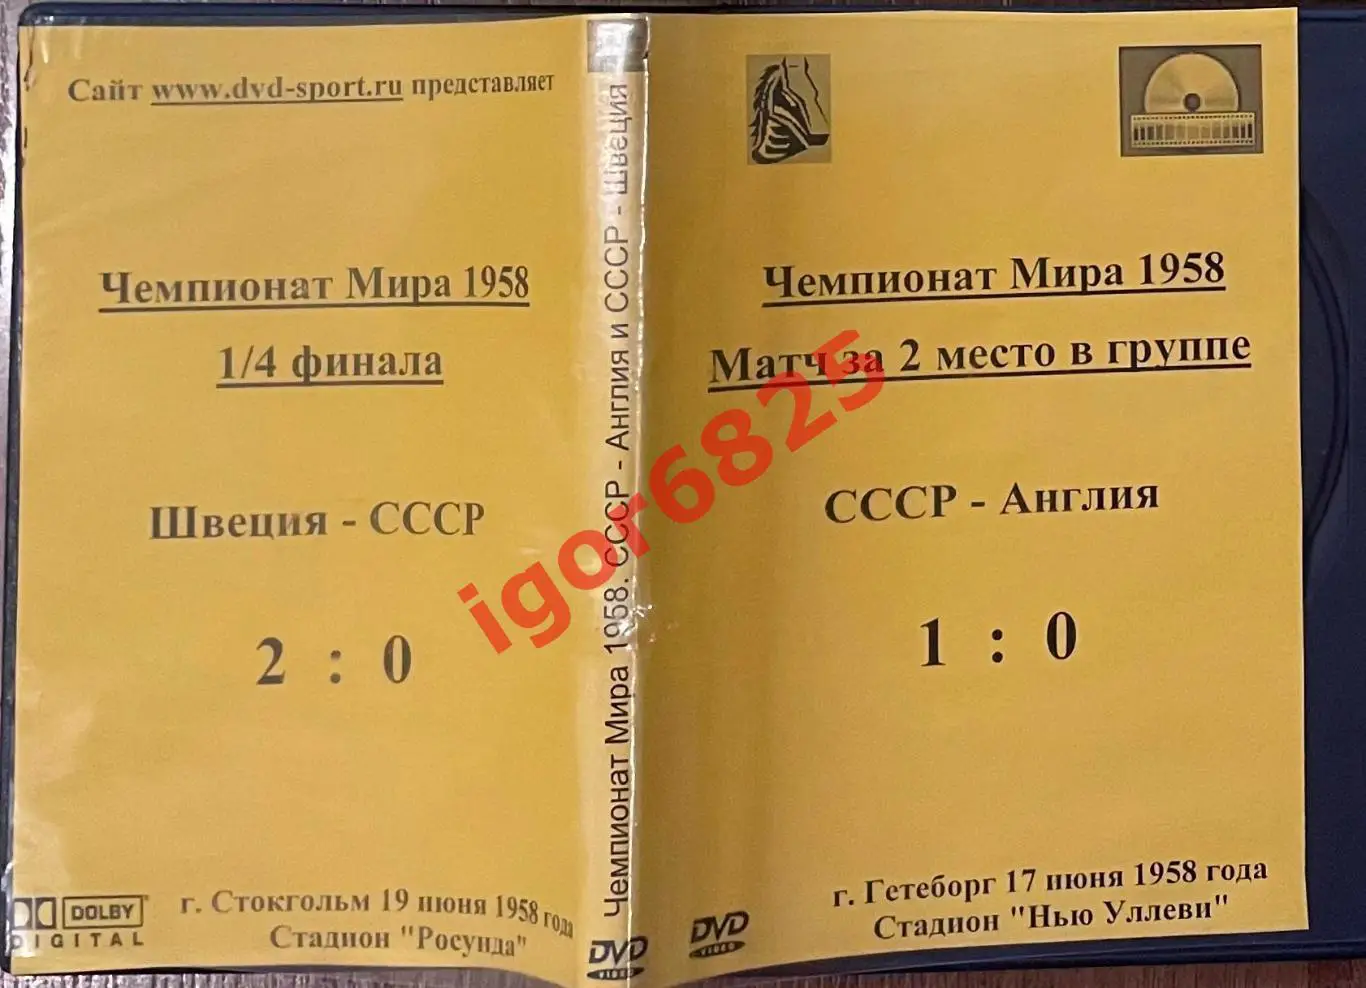 Сайт www.dvd-sport.ru представляет
Чемпионат Мира 1958
1/4 финала
Швеция - СССР
2 : 0
г. Стокгольм 19 июня 1958 года
Стадион "Росунда"
DOLBY
DIGITAL
Чемпионат Мира 1958. СССР - Англия и СССР - Швеция
DVD
VIDEO
Чемпионат Мира 1958
Матч за 2 место в группе
СССР - Англия
1 : 0
г. Гетеборг 17 июня 1958 года
Стадион "Нью Уллеви"
DVD
VIDEO
igor6825